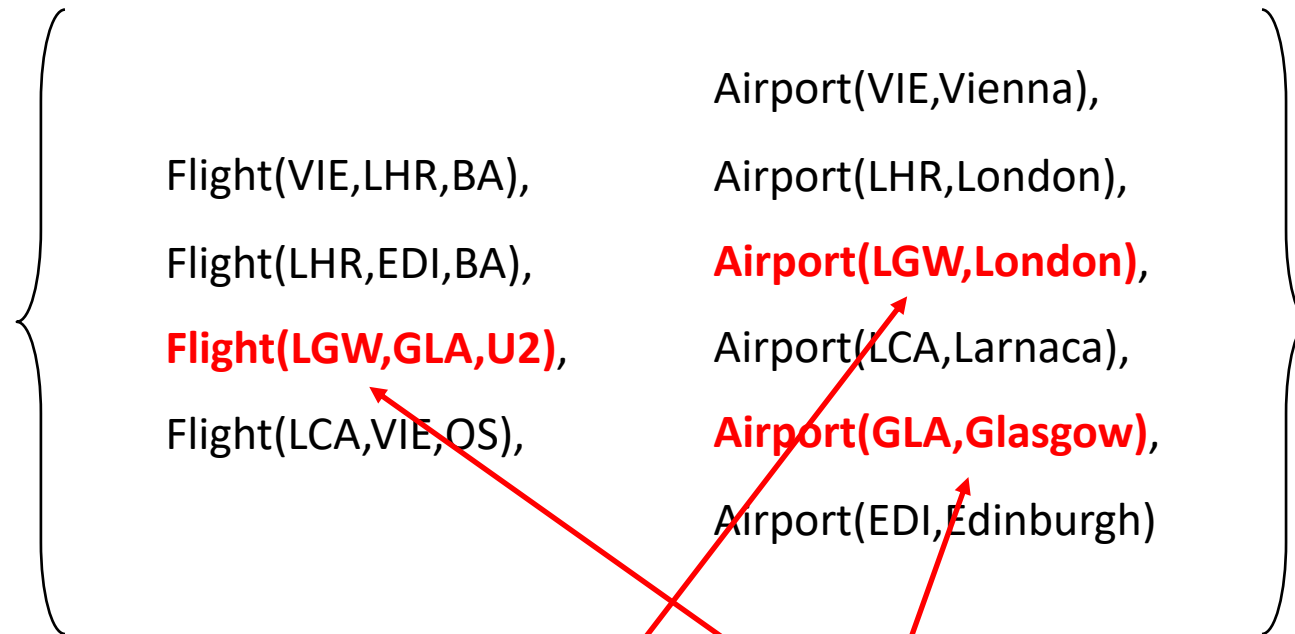 Flight(VIE,LHR,BA),
Flight(LHR,EDI,BA),
Flight(LGW,GLA,U2),
Flight(LCA,VIE,OS),
Airport(VIE,Vienna),
Airport(LHR,London),
Airport(LGW,London),
Airport(LCA,Larnaca),
Airport(GLA,Glasgow),
Airport(EDI,Edinburgh)